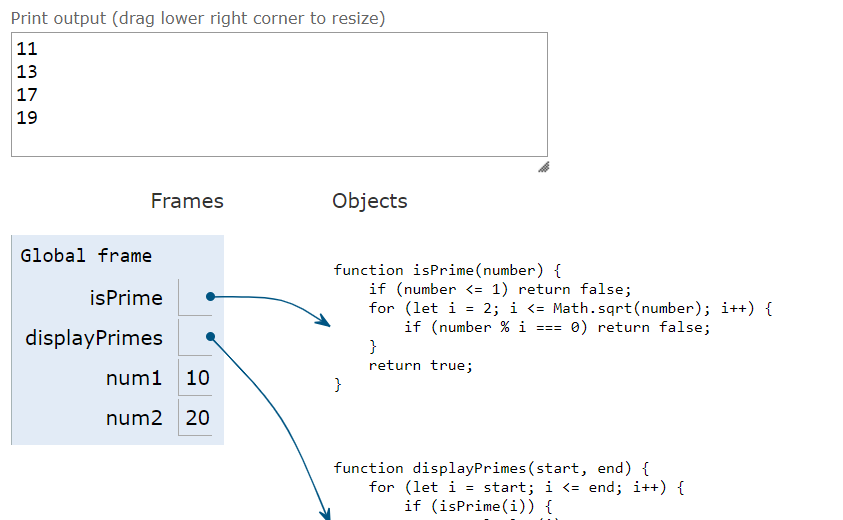 Print output (drag lower right corner to resize)
11
13
17
19
Frames Objects
Global frame
isPrime
displayPrimes
num1 10
num2 20
function isPrime(number) {
    if (number <= 1) return false;
    for (let i = 2; i <= Math.sqrt(number); i++) {
        if (number % i === 0) return false;
    }
    return true;
}
function displayPrimes(start, end) {
    for (let i = start; i <= end; i++) {
        if (isPrime(i)) {